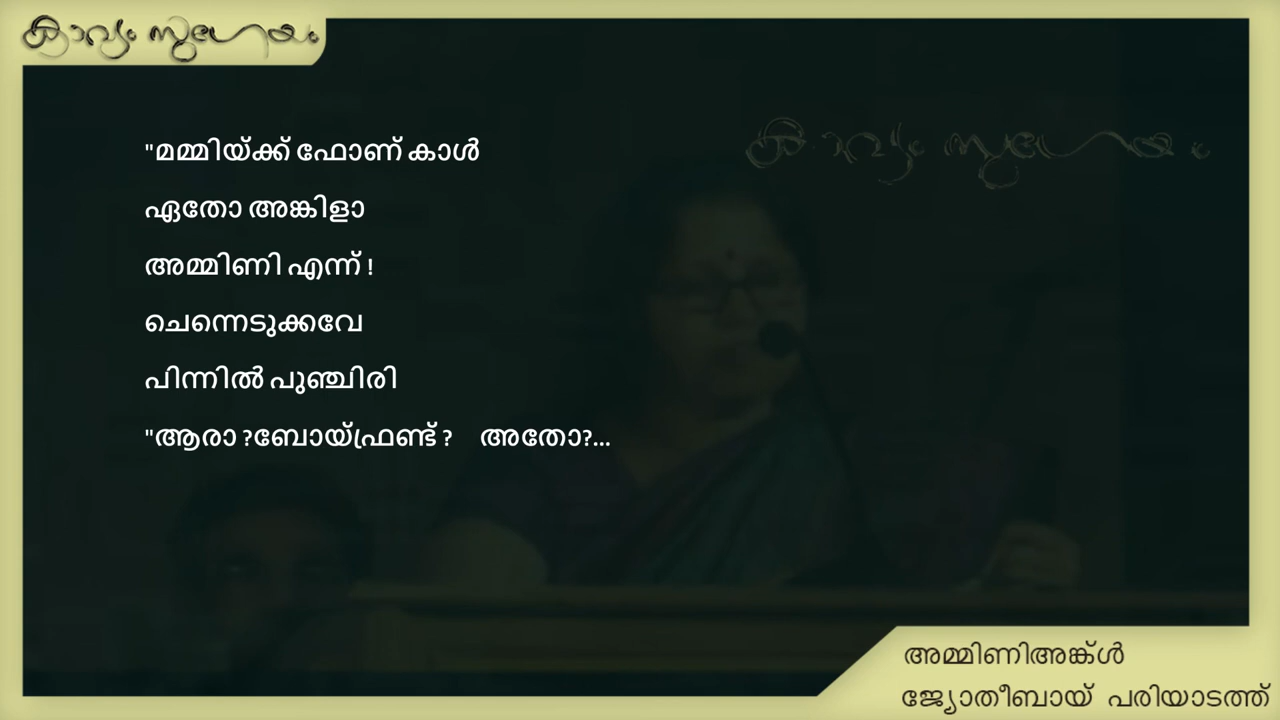 കാവ്യം സുഗേയം
കാവ്യം സുഗേയം
"മമ്മിയ്ക്ക് ഫോണ് കാൾ
ഏതോ അങ്കിളാ
അമ്മിണി എന്ന് !
ചെന്നെടുക്കവേ
പിന്നിൽ പുഞ്ചിരി
"ആരാ ?ബോയ്ഫ്രണ്ട് ? അതോ?...
അമ്മിണിഅങ്ക്ൾ
ജ്യോതീബായ് പരിയാടത്ത്